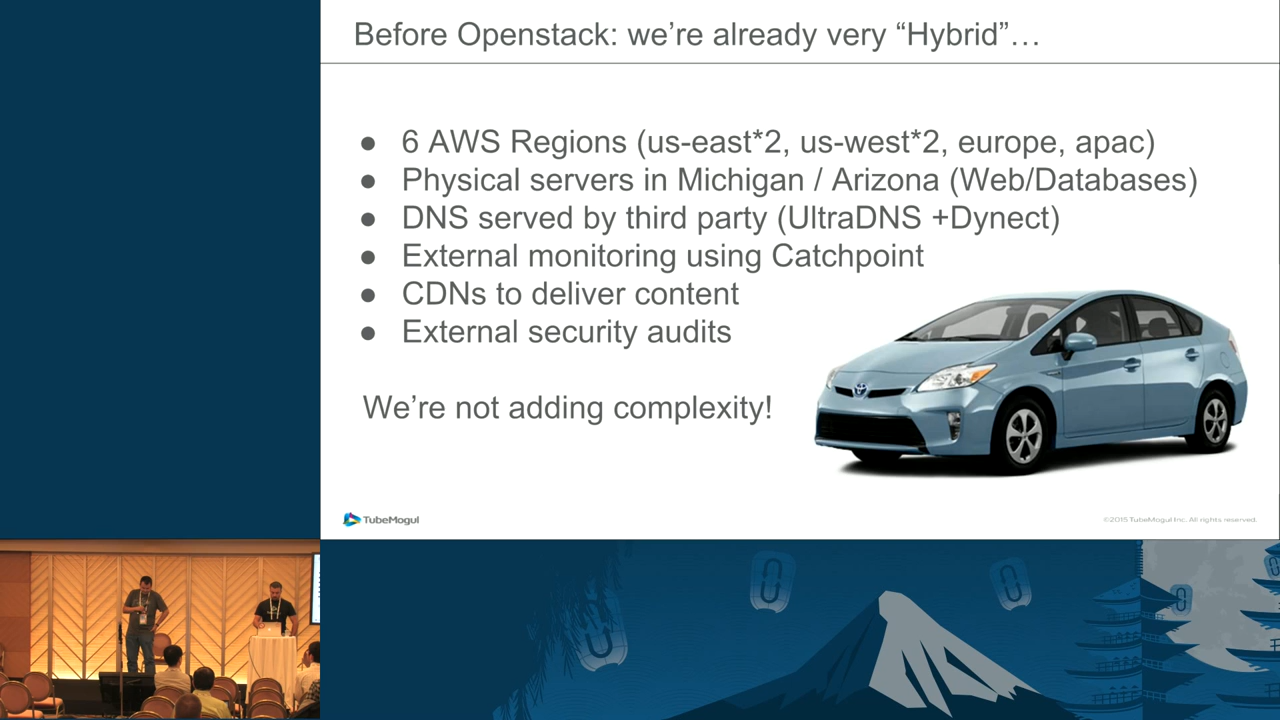 Before Openstack: we’re already very “Hybrid”…
● 6 AWS Regions (us-east*2, us-west*2, europe, apac)
● Physical servers in Michigan / Arizona (Web/Databases)
● DNS served by third party (UltraDNS +Dynect)
● External monitoring using Catchpoint
● CDNs to deliver content
● External security audits
We’re not adding complexity!
TubeMogul
©2015 TubeMogul Inc. All rights reserved.